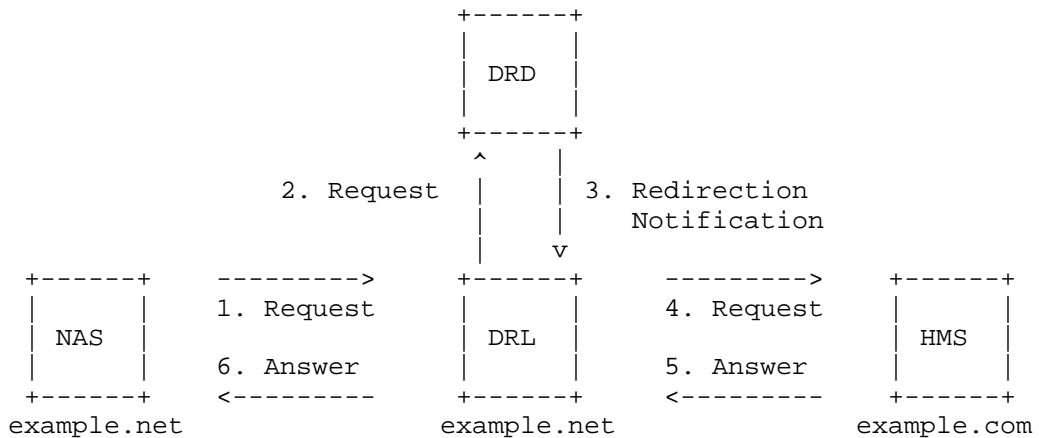 DRD
2. Request 3. Redirection
Notification
1. Request 4. Request
NAS DRL HMS
6. Answer 5. Answer
example.net example.net example.com